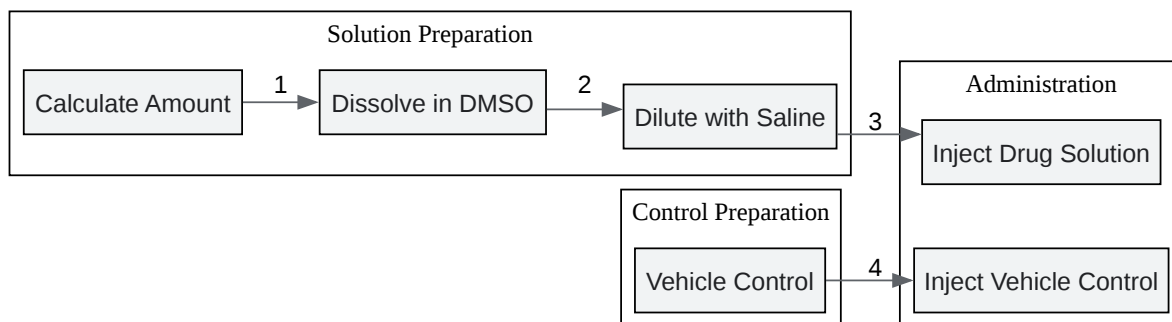 Solution Preparation
Calculate Amount
1
Dissolve in DMSO
2
Dilute with Saline
3
Administration
Inject Drug Solution
Control Preparation
Vehicle Control
4
Inject Vehicle Control